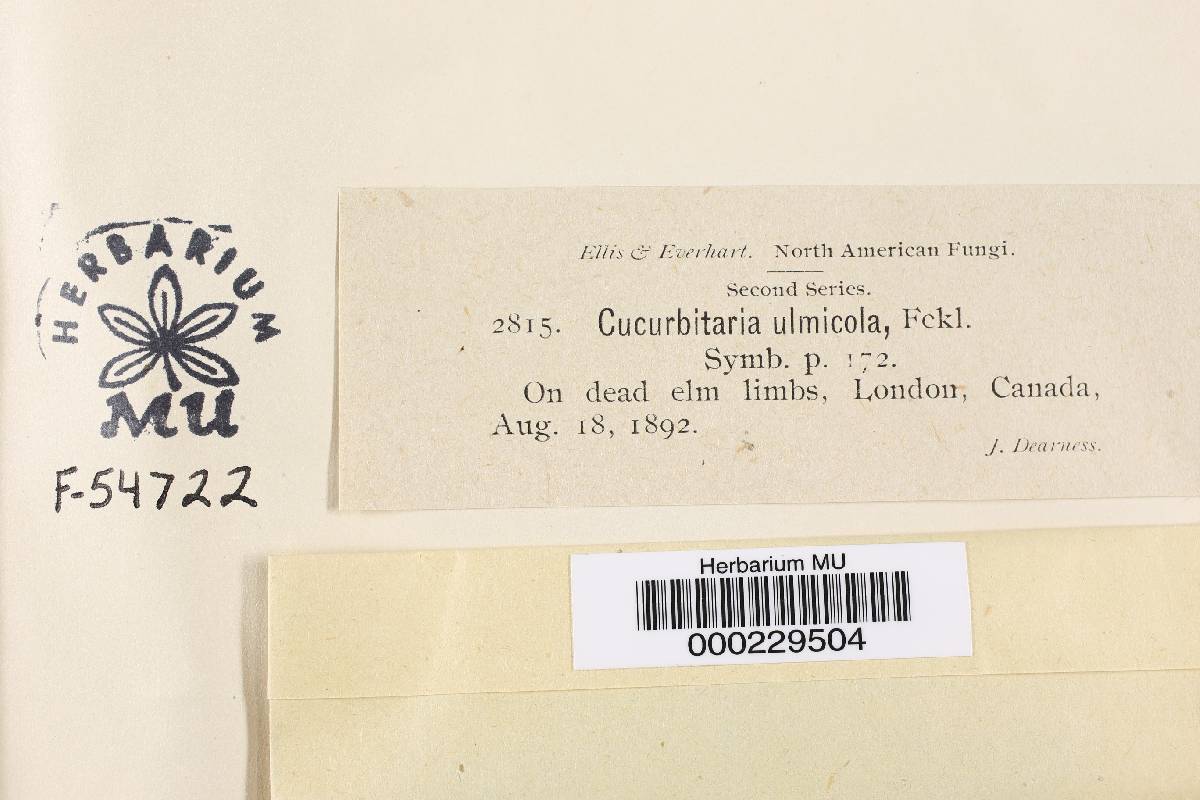 HERBARIUM
MU
F-54722
Ellis & Everhart. North American Fungi.
Second Series.
2815. Cucurbitaria ulmicola, Fckl.
Symb. p. 172.
On dead elm limbs, London, Canada,
Aug. 18, 1892.
J. Dearness.
Herbarium MU
000229504